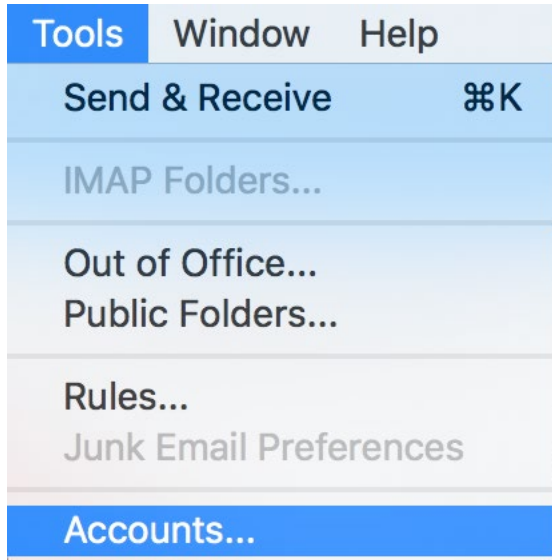 Tools Window Help
Send & Receive ⌘K
IMAP Folders...
Out of Office...
Public Folders...
Rules...
Junk Email Preferences
Accounts...